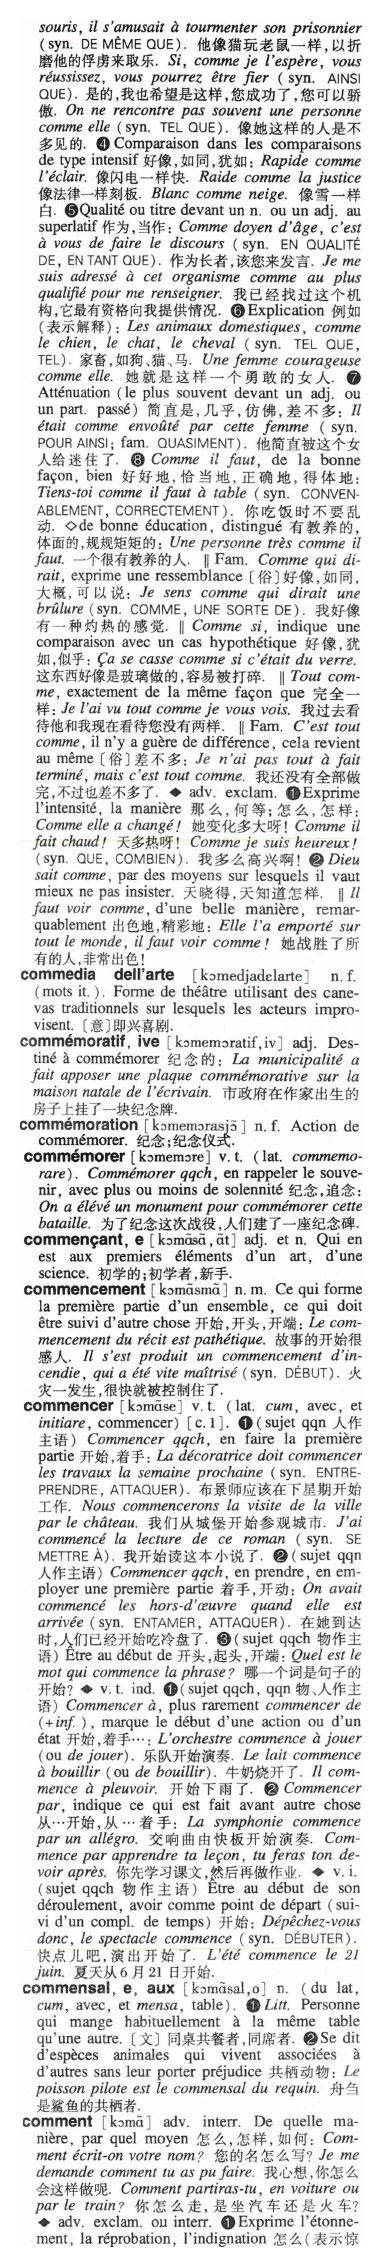 souris, il s'amusait à tourmenter son prisonnier
(syn. DE MÊME QUE). 他像猫玩老鼠一样,以折
磨他的俘虏来取乐. Si, comme je l'espère, vous
réussissez, vous pourrez être fier (syn. AINSI
QUE). 是的,我也希望是这样,您成功了,您可以骄
傲. On ne rencontre pas souvent une personne
comme elle (syn. TEL QUE). 像她这样的人是不
多见的. ❹ Comparaison dans les comparaisons
de type intensif 好像,如同,犹如: Rapide comme
l'éclair. 像闪电一样快. Raide comme la justice
像法律一样刻板. Blanc comme neige. 像雪一样
白. ❺Qualité ou titre devant un n. ou un adj. au
superlatif 作为,当作: Comme doyen d'âge, c'est
à vous de faire le discours (syn. EN QUALITÉ
DE, EN TANT QUE). 作为长者,该您来发言. Je me
suis adressé à cet organisme comme au plus
qualifié pour me renseigner. 我已经找过这个机
构,它最有资格向我提供情况. ❻Explication 例如
(表示解释): Les animaux domestiques, comme
le chien, le chat, le cheval (syn. TEL QUE,
TEL). 家畜,如狗、猫、马. Une femme courageuse
comme elle. 她就是这样一个勇敢的女人. ❼
Atténuation (le plus souvent devant un adj. ou
un part. passé) 简直是,几乎,仿佛,差不多: Il
était comme envoûté par cette femme (syn.
POUR AINSI; fam. QUASIMENT). 他简直被这个女
人给迷住了. ❽ Comme il faut, de la bonne
façon, bien 好好地,恰当地,正确地,得体地:
Tiens-toi comme il faut à table (syn. CONVEN-
ABLEMENT, CORRECTEMENT). 你吃饭时不要乱
动. ◇de bonne éducation, distingué 有教养的,
体面的,规规矩矩的: Une personne très comme il
faut. 一个很有教养的人. ‖ Fam. Comme qui di-
rait, exprime une ressemblance [俗]好像,如同,
大概,可以说: Je sens comme qui dirait une
brûlure (syn. COMME, UNE SORTE DE). 我好像
有一种灼热的感觉. ‖ Comme si, indique une
comparaison avec un cas hypothétique 好像,犹
如,似乎: Ça se casse comme si c'était du verre.
这东西好像是玻璃做的,容易被打碎. ‖ Tout com-
me, exactement de la même façon que 完全一
样: Je l'ai vu tout comme je vous vois. 我过去看
待他和我现在看待您没有两样. ‖ Fam. C'est tout
comme, il n'y a guère de différence, cela revient
au même [俗]差不多: Je n'ai pas tout à fait
terminé, mais c'est tout comme. 我还没有全部做
完,不过也差不多了. ◆ adv. exclam. ❶Exprime
l'intensité, la manière 那么,何等;怎么,怎样:
Comme elle a changé! 她变化多大呀! Comme il
fait chaud! 天多热呀! Comme je suis heureux!
(syn. QUE, COMBIEN). 我多么高兴啊! ❷ Dieu
sait comme, par des moyens sur lesquels il vaut
mieux ne pas insister. 天晓得,天知道怎样. ‖ Il
faut voir comme, d'une belle manière, remar-
quablement 出色地,精彩地: Elle l'a emporté sur
tout le monde, il faut voir comme! 她战胜了所
有的人,非常出色!
commedia dell'arte [kɔmedjadɛlarte] n. f.
(mots it.). Forme de théâtre utilisant des cane-
vas traditionnels sur lesquels les acteurs impro-
visent. [意]即兴喜剧.
commémoratif, ive [kɔmemɔratif,iv] adj. Des-
tiné à commémorer 纪念的: La municipalité a
fait apposer une plaque commémorative sur la
maison natale de l'écrivain. 市政府在作家出生的
房子上挂了一块纪念牌.
commémoration [kɔmemɔrasjɔ̃] n. f. Action de
commémorer. 纪念;纪念仪式.
commémorer [kɔmemɔre] v. t. (lat. commemo-
rare). Commémorer qqch, en rappeler le souve-
nir, avec plus ou moins de solennité 纪念,追念:
On a élévé un monument pour commémorer cette
bataille. 为了纪念这次战役,人们建了一座纪念碑.
commençant, e [kɔmɑ̃sɑ̃,ɑ̃t] adj. et n. Qui en
est aux premiers éléments d'un art, d'une
science. 初学的;初学者,新手.
commencement [kɔmɑ̃smɑ̃] n. m. Ce qui forme
la première partie d'un ensemble, ce qui doit
être suivi d'autre chose 开始,开头,开端: Le com-
mencement du récit est pathétique. 故事的开始很
感人. Il s'est produit un commencement d'in-
cendie, qui a été vite maîtrisé (syn. DÉBUT). 火
灾一发生,很快就被控制住了.
commencer [kɔmɑ̃se] v. t. (lat. cum, avec, et
initiare, commencer) [c. 1]. ❶(sujet qqn 人作
主语) Commencer qqch, en faire la première
partie 开始,着手: La décoratrice doit commencer
les travaux la semaine prochaine (syn. ENTRE-
PRENDRE, ATTAQUER). 布景师应该在下星期开始
工作. Nous commencerons la visite de la ville
par le château. 我们从城堡开始参观城市. J'ai
commencé la lecture de ce roman (syn. SE
METTRE À). 我开始读这本小说了. ❷(sujet qqn
人作主语) Commencer qqch, en prendre, en em-
ployer une première partie 着手,开动: On avait
commencé les hors-d'œuvre quand elle est
arrivée (syn. ENTAMER, ATTAQUER). 在她到达
时,人们已经开始吃冷盘了. ❸(sujet qqch 物作主
语) Être au début de 开头,起头,开端: Quel est le
mot qui commence la phrase? 哪一个词是句子的
开始? ◆ v. t. ind. ❶(sujet qqch, qqn 物、人作主
语) Commencer à, plus rarement commencer de
(+inf.), marque le début d'une action ou d'un
état 开始,着手…: L'orchestre commence à jouer
(ou de jouer). 乐队开始演奏. Le lait commence
à bouillir (ou de bouillir). 牛奶烧开了. Il com-
mence à pleuvoir. 开始下雨了. ❷ Commencer
par, indique ce qui est fait avant autre chose
从…开始,从…着手: La symphonie commence
par un allégro. 交响曲由快板开始演奏. Com-
mence par apprendre ta leçon, tu feras ton de-
voir après. 你先学习课文,然后再做作业. ◆ v. i.
(sujet qqch 物作主语) Être au début de son
déroulement, avoir comme point de départ (sui-
vi d'un compl. de temps) 开始: Dépêchez-vous
donc, le spectacle commence (syn. DÉBUTER).
快点儿吧,演出开始了. L'été commence le 21
juin. 夏天从6月21日开始.
commensal, e, aux [kɔmɑ̃sal,o] n. (du lat,
cum, avec, et mensa, table). ❶Litt. Personne
qui mange habituellement à la même table
qu'une autre. [文]同桌共餐者,同席者. ❷Se dit
d'espèces animales qui vivent associées à
d'autres sans leur porter préjudice 共栖动物: Le
poisson pilote est le commensal du requin. 舟𫚉
是鲨鱼的共栖者.
comment [kɔmɑ̃] adv. interr. De quelle ma-
nière, par quel moyen 怎么,怎样,如何: Com-
ment écrit-on votre nom? 您的名怎么写? Je me
demande comment tu as pu faire. 我心想,你怎么
会这样做呢. Comment partiras-tu, en voiture ou
par le train? 你怎么走,是坐汽车还是火车?
◆ adv. exclam. ou interr. ❶Exprime l'étonne-
ment, la réprobation, l'indignation 怎么(表示惊